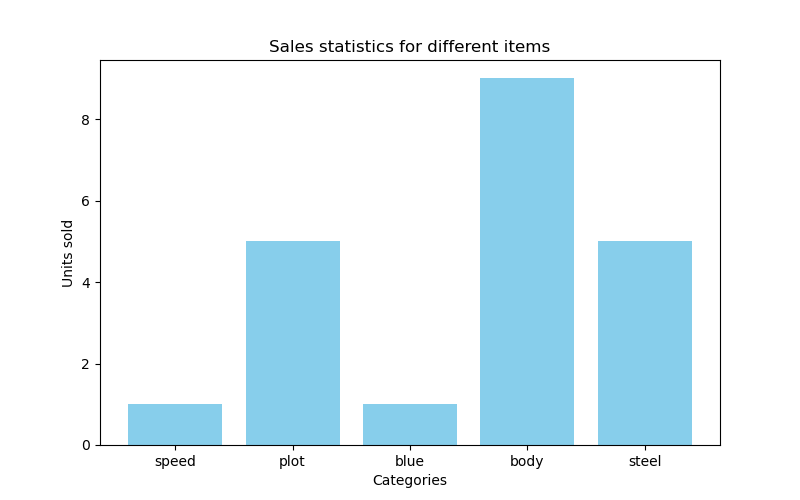 Sales statistics for different items
Units sold
8
6
4
2
0
speed plot blue body steel
Categories